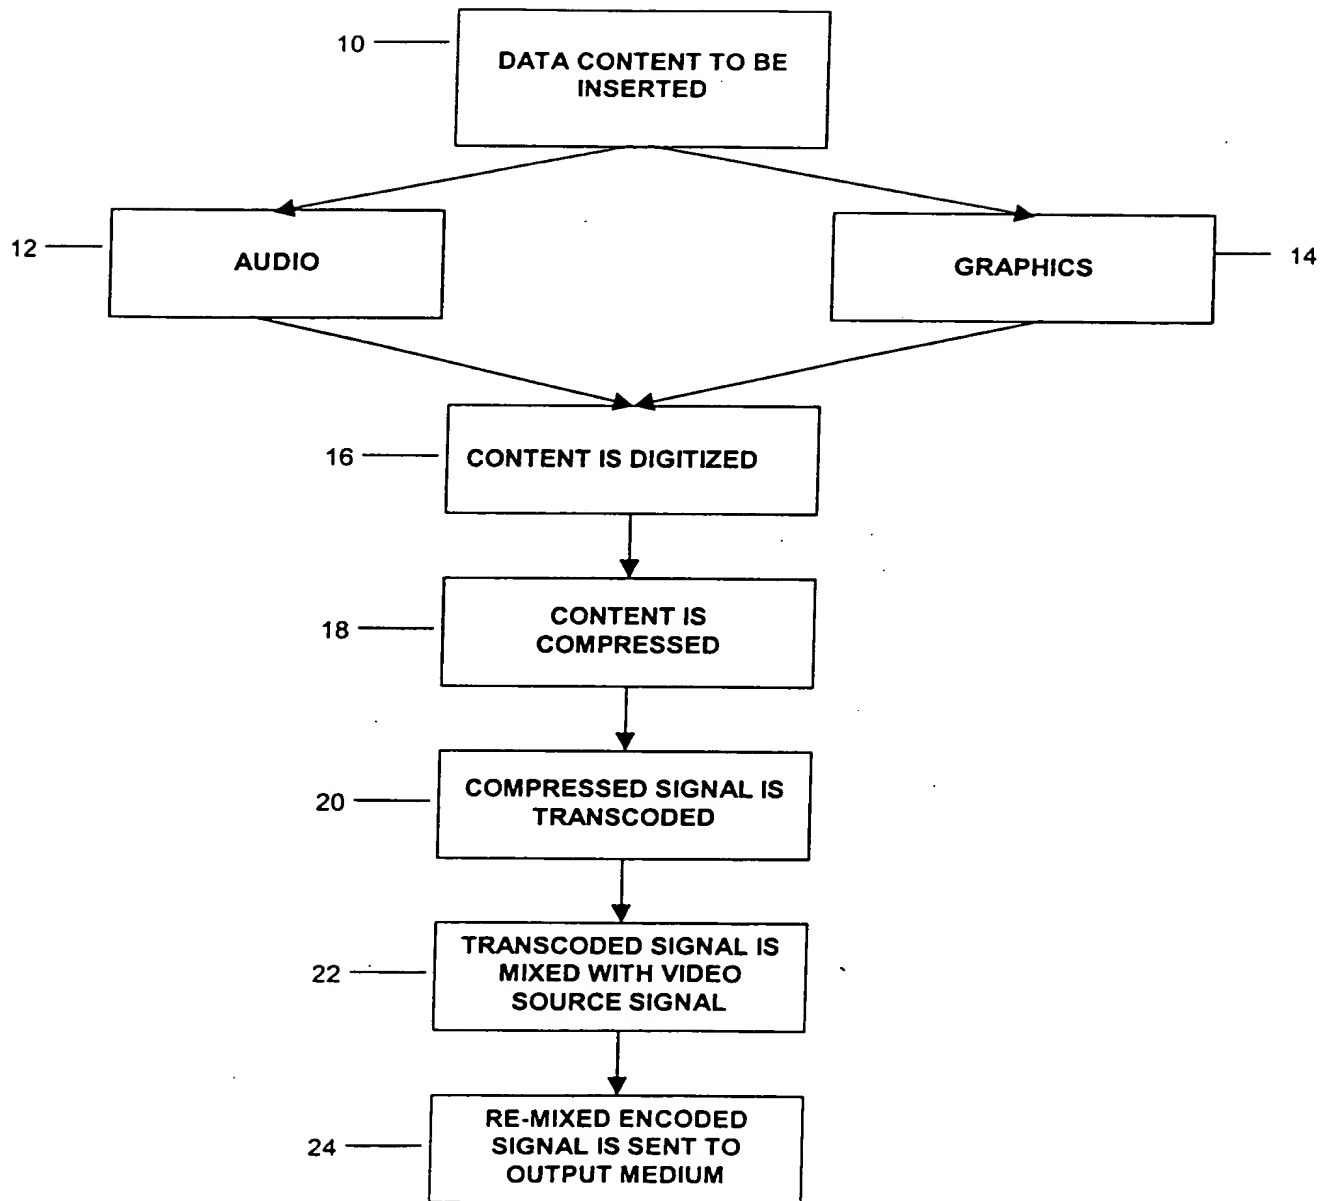 10
DATA CONTENT TO BE
INSERTED
12
AUDIO
GRAPHICS
14
16
CONTENT IS DIGITIZED
18
CONTENT IS
COMPRESSED
20
COMPRESSED SIGNAL IS
TRANSCODED
22
TRANSCODED SIGNAL IS
MIXED WITH VIDEO
SOURCE SIGNAL
24
RE-MIXED ENCODED
SIGNAL IS SENT TO
OUTPUT MEDIUM